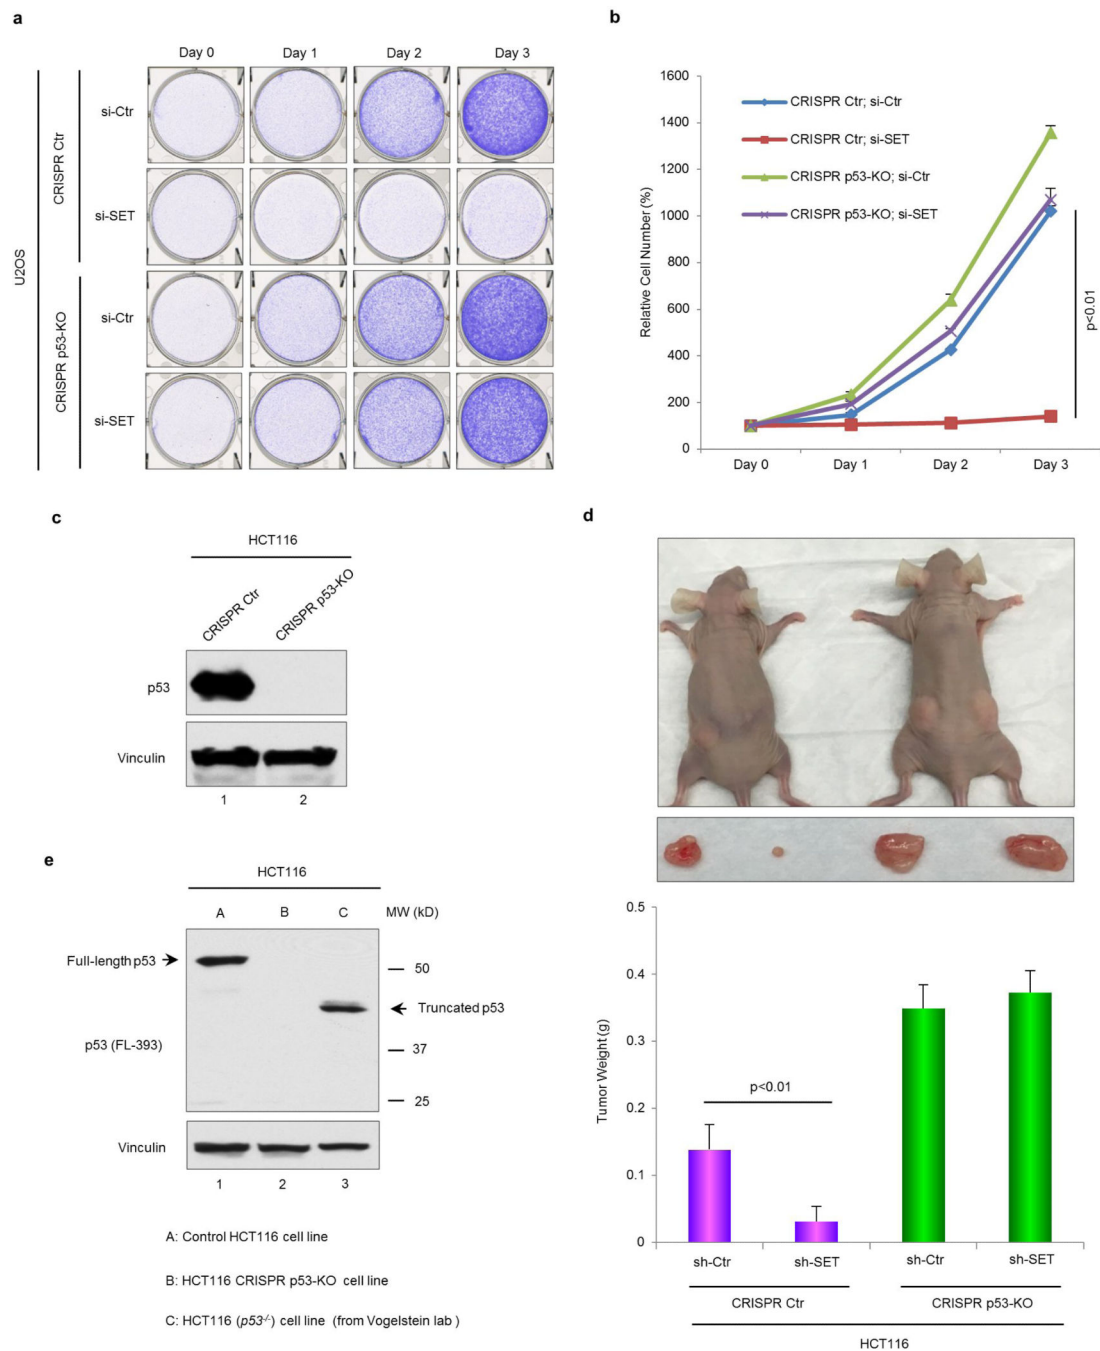 a
Day 0 Day 1 Day 2 Day 3
U2OS
CRISPR Ctr
si-Ctr
si-SET
CRISPR p53-KO
si-Ctr
si-SET
b
Relative Cell Number (%)
1600
1400
1200
1000
800
600
400
200
0
CRISPR Ctr; si-Ctr
CRISPR Ctr; si-SET
CRISPR p53-KO; si-Ctr
CRISPR p53-KO; si-SET
p<0.01
Day 0 Day 1 Day 2 Day 3
c
HCT116
CRISPR Ctr
CRISPR p53-KO
p53
Vinculin
1 2
d
Tumor Weight (g)
0.5
0.4
0.3
0.2
0.1
0
p<0.01
sh-Ctr sh-SET sh-Ctr sh-SET
CRISPR Ctr CRISPR p53-KO
HCT116
e
HCT116
A B C MW (kD)
Full-length p53
50
Truncated p53
p53 (FL-393)
37
25
Vinculin
1 2 3
A: Control HCT116 cell line
B: HCT116 CRISPR p53-KO cell line
C: HCT116 (p53-/-) cell line (from Vogelstein lab )